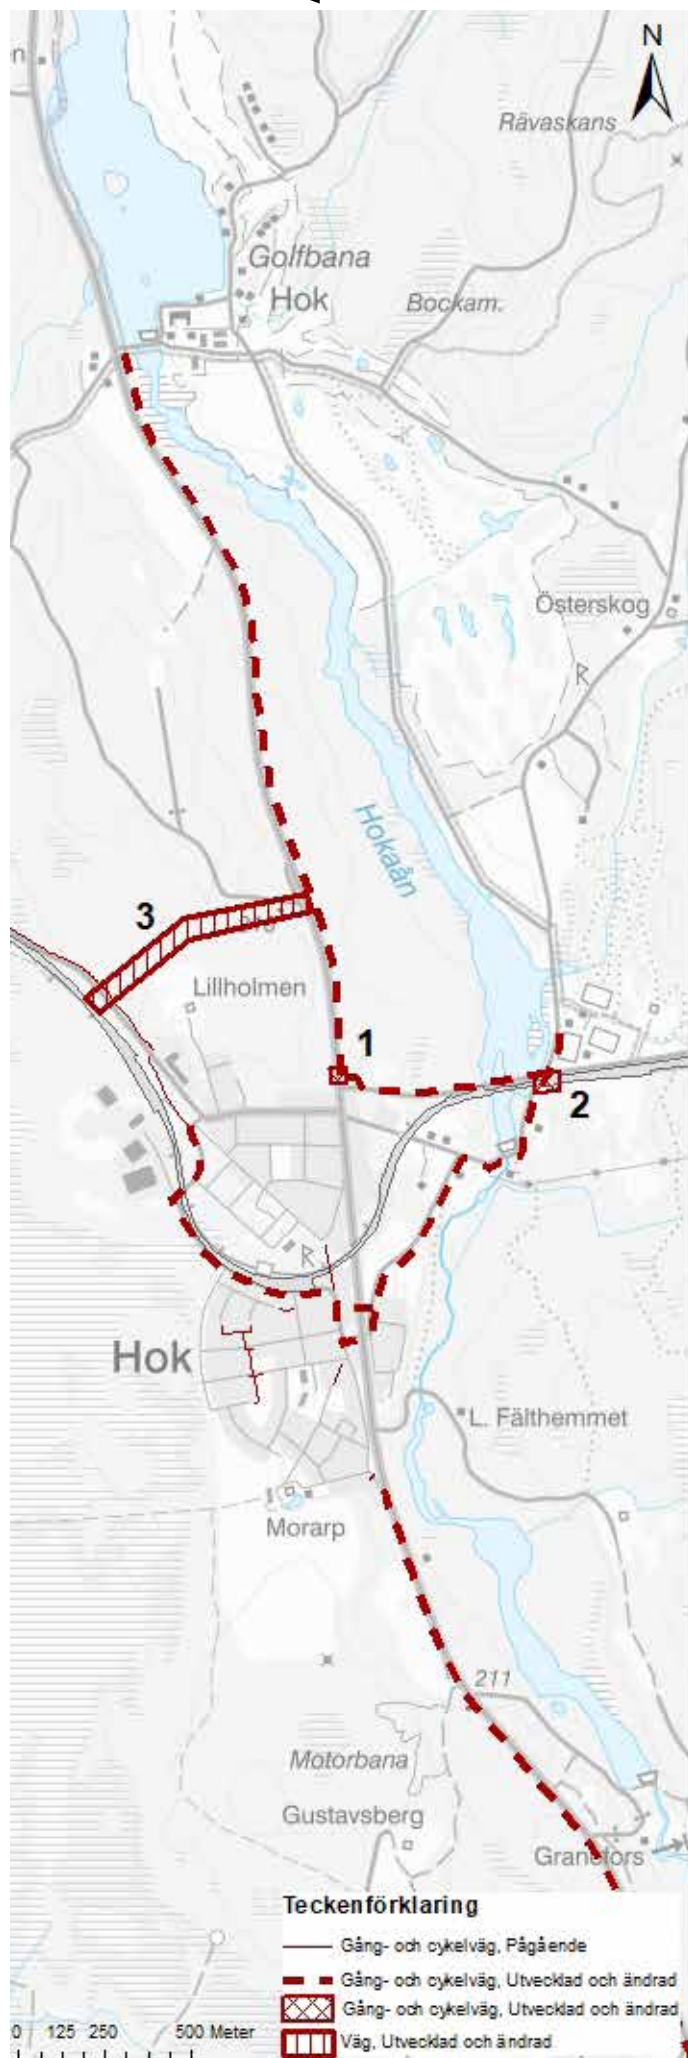 N
n
Rävaskans
Golfbana
Hok
Bockam.
Österskog
R
Hokaån
3
Lillholmen
1
2
R
Hok
L. Fälthemmet
Morarp
211
Motorbana
Gustavsberg
Granefors
Teckenförklaring
Gång- och cykelväg, Pågående
Gång- och cykelväg, Utvecklad och ändrad
Gång- och cykelväg, Utvecklad och ändrad
Väg, Utvecklad och ändrad
0 125 250 500 Meter